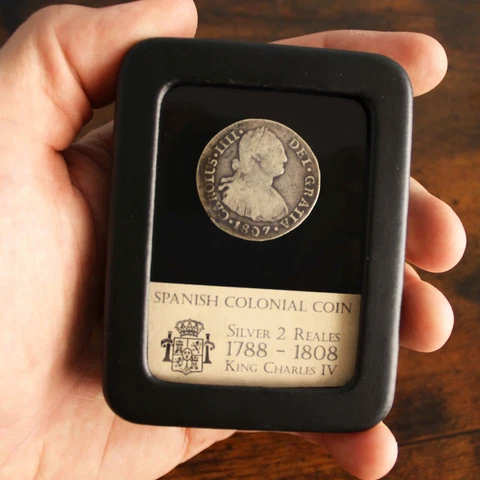 ·CAROLUS·IIII· DEI·GRATIA·
·1807·
SPANISH COLONIAL COIN
SILVER 2 REALES
1788 - 1808
KING CHARLES IV